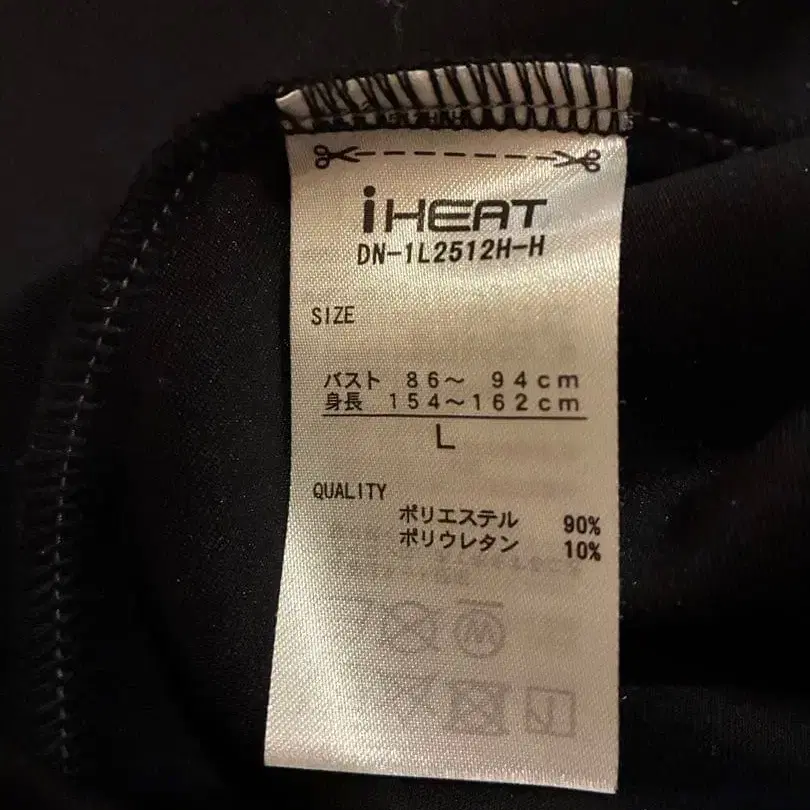 iHEAT
DN-1L2512H-H
SIZE
バスト 86～ 94cm
身長 154～162cm
L
QUALITY
ポリエステル 90%
ポリウレタン 10%